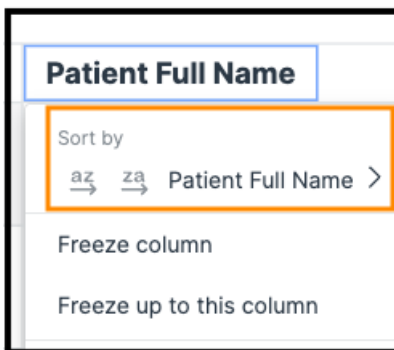 Patient Full Name
Sort by
az za Patient Full Name
Freeze column
Freeze up to this column